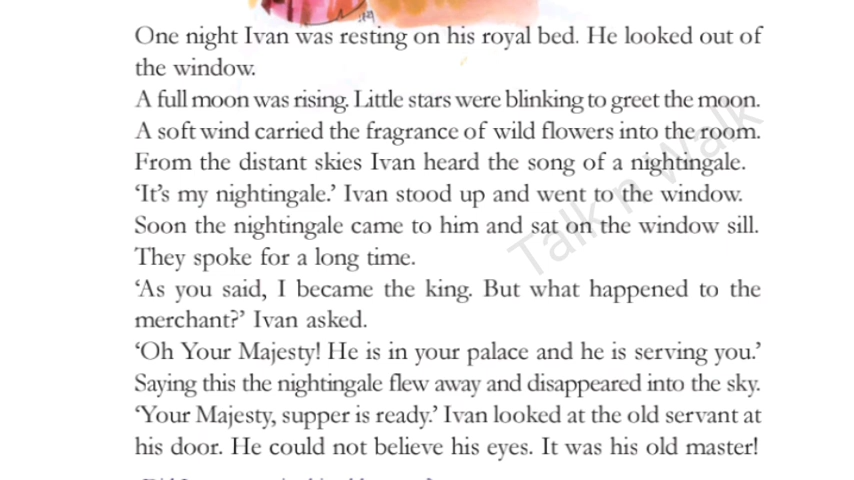 One night Ivan was resting on his royal bed. He looked out of
the window.
A full moon was rising. Little stars were blinking to greet the moon.
A soft wind carried the fragrance of wild flowers into the room.
From the distant skies Ivan heard the song of a nightingale.
‘It’s my nightingale.’ Ivan stood up and went to the window.
Soon the nightingale came to him and sat on the window sill.
They spoke for a long time.
‘As you said, I became the king. But what happened to the
merchant?’ Ivan asked.
‘Oh Your Majesty! He is in your palace and he is serving you.’
Saying this the nightingale flew away and disappeared into the sky.
‘Your Majesty, supper is ready.’ Ivan looked at the old servant at
his door. He could not believe his eyes. It was his old master!
Talk n Walk